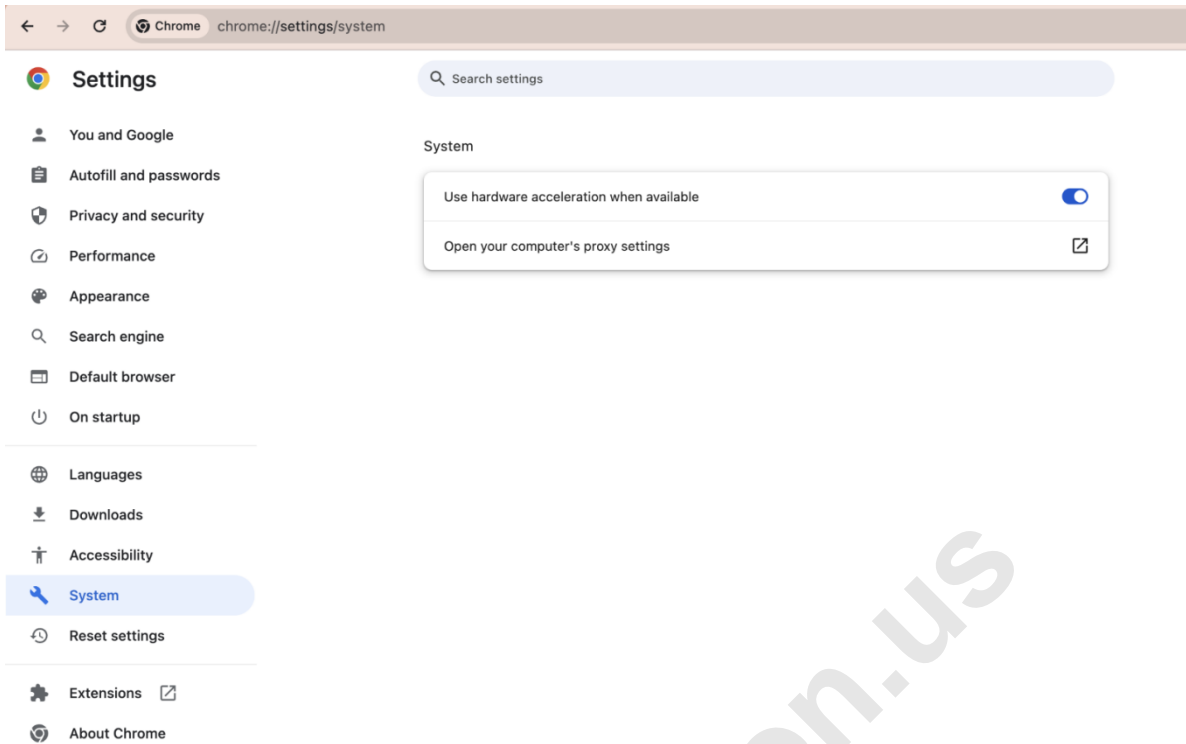 Chrome chrome://settings/system
Settings
Search settings
You and Google
Autofill and passwords
Privacy and security
Performance
Appearance
Search engine
Default browser
On startup
Languages
Downloads
Accessibility
System
Reset settings
Extensions
About Chrome
System
Use hardware acceleration when available
Open your computer's proxy settings
n.us